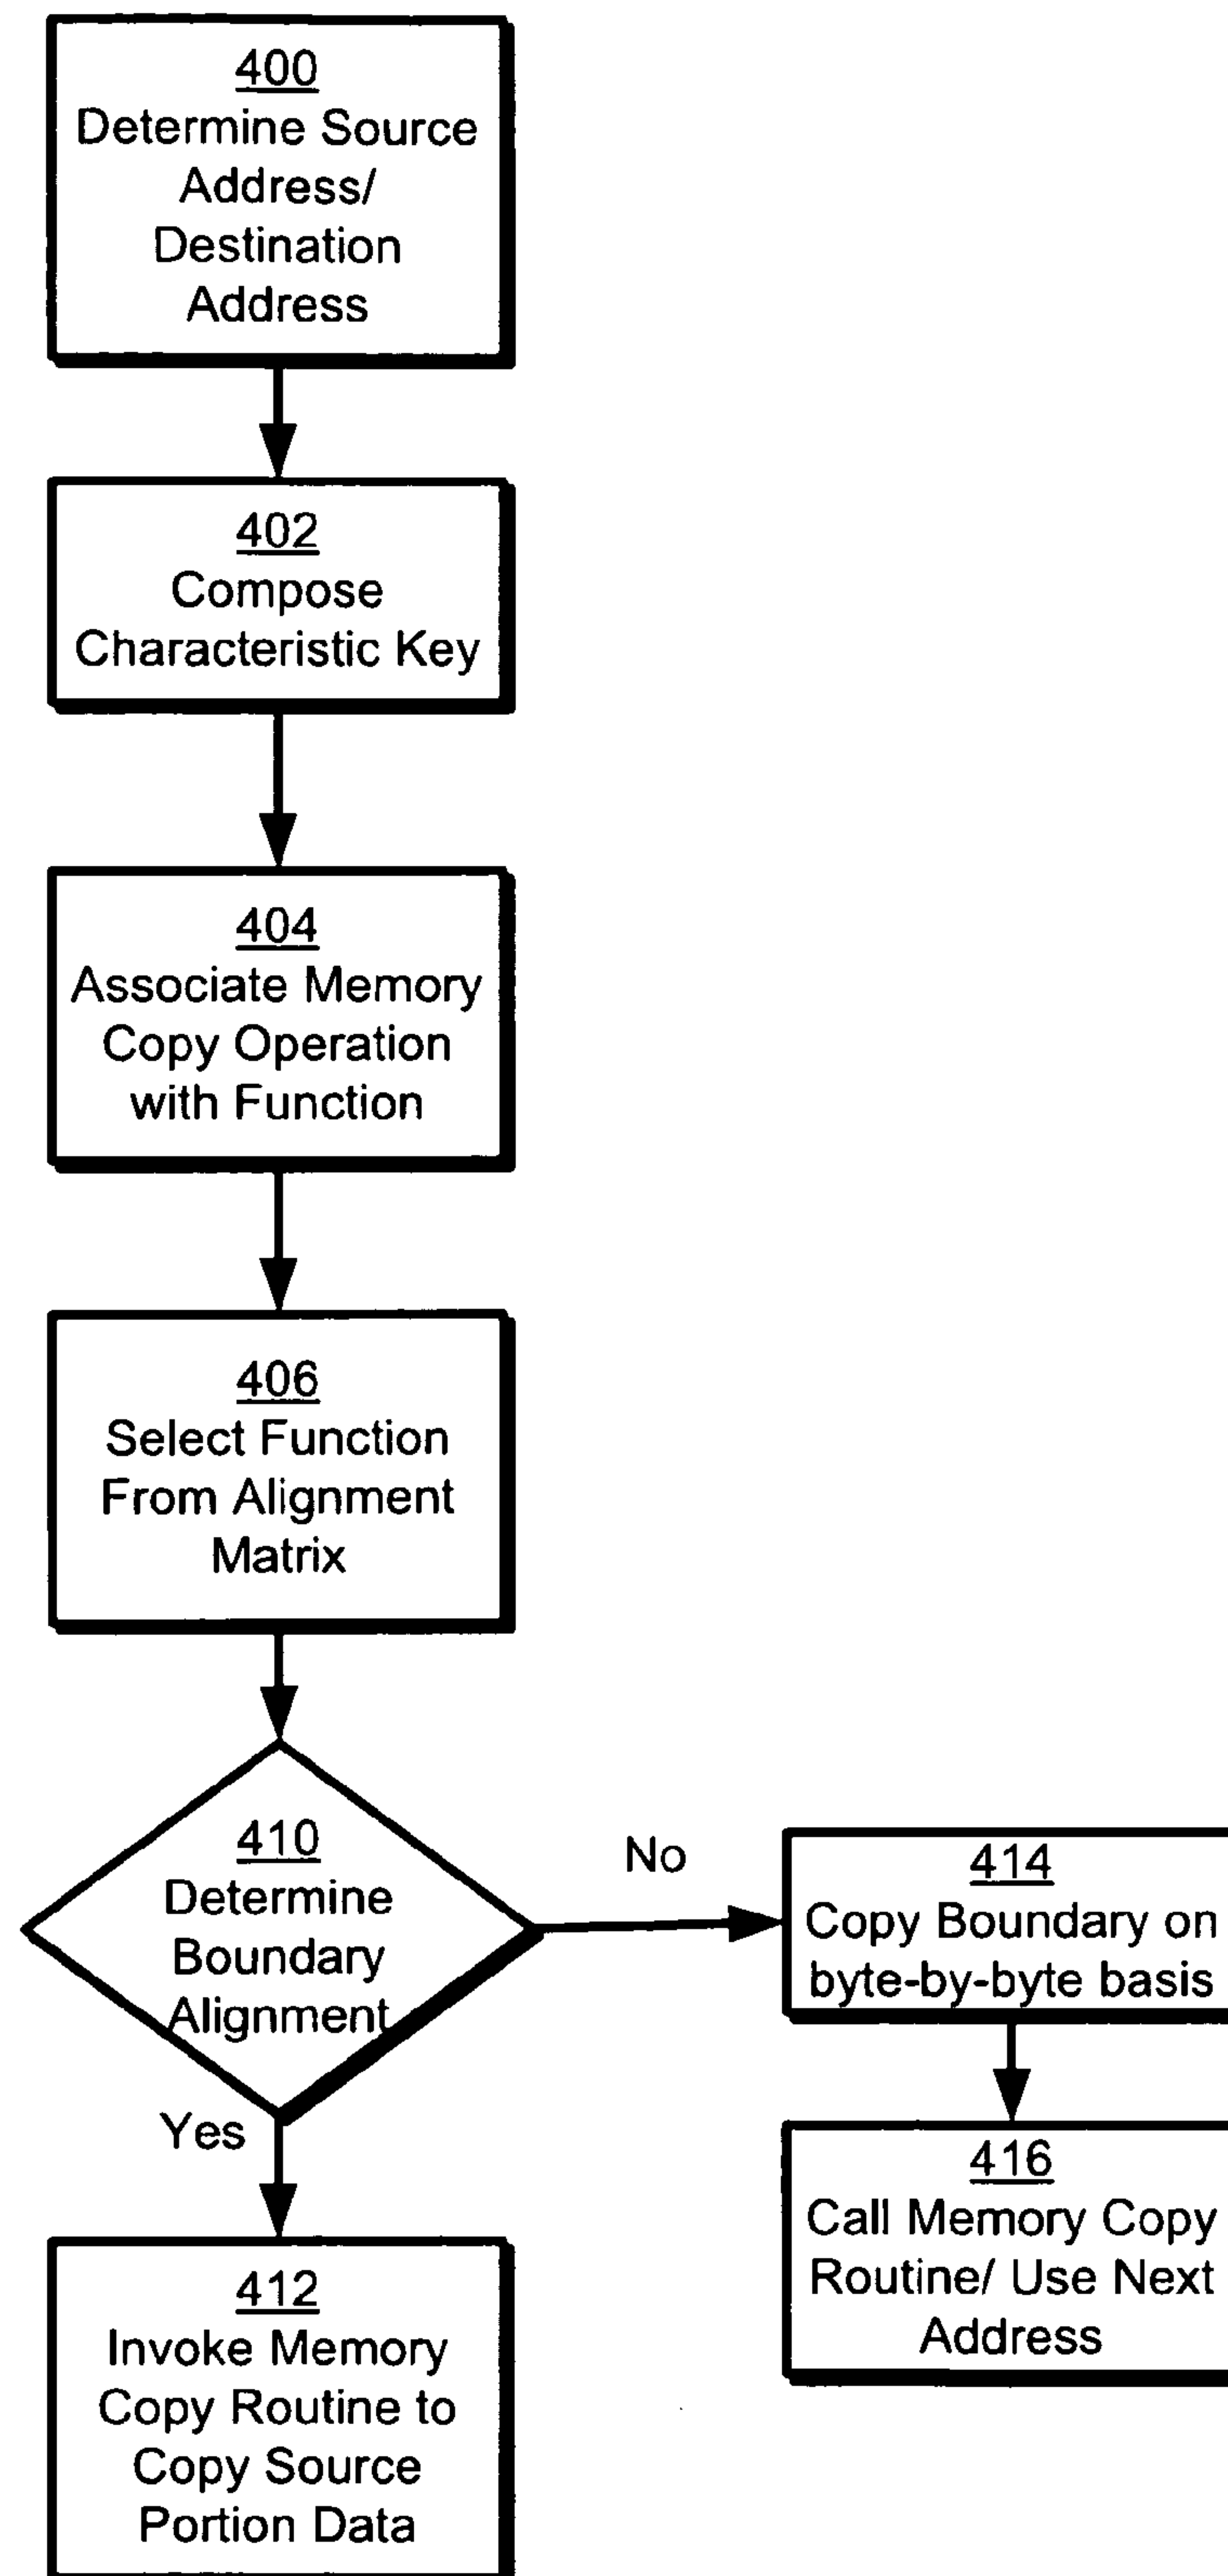 400
Determine Source
Address/
Destination
Address
402
Compose
Characteristic Key
404
Associate Memory
Copy Operation
with Function
406
Select Function
From Alignment
Matrix
410
Determine
Boundary
Alignment
No
414
Copy Boundary on
byte-by-byte basis
Yes
416
Call Memory Copy
Routine/ Use Next
Address
412
Invoke Memory
Copy Routine to
Copy Source
Portion Data